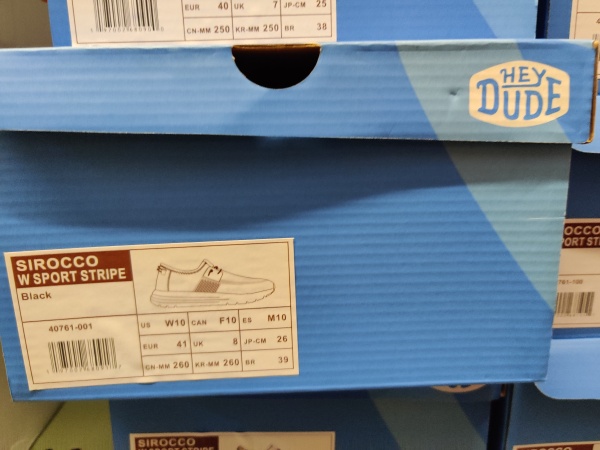 EUR 40 UK 7 JP-CM 25
CN-MM 250 KR-MM 250 BR 38
HEY
DUDE
SIROCCO
W SPORT STRIPE
Black
40761-001
US W10 CAN F10 ES M10
EUR 41 UK 8 JP-CM 26
CN-MM 260 KR-MM 260 BR 39
SIROCCO